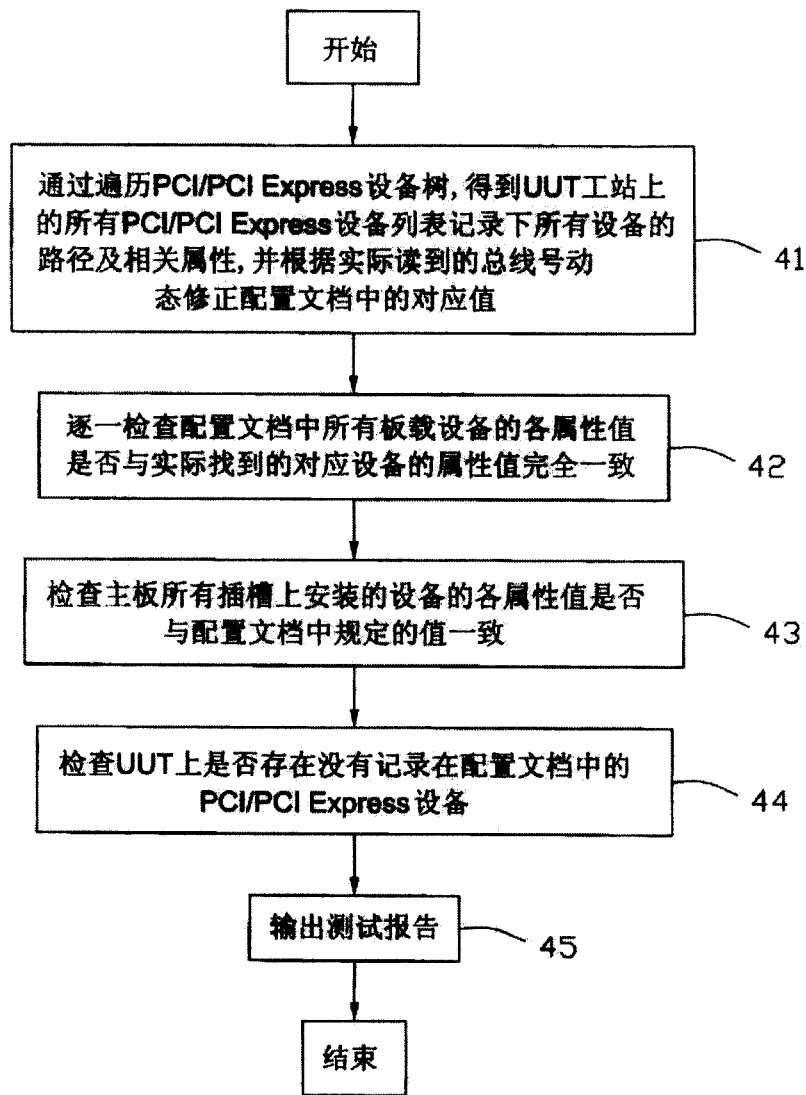 开始
通过遍历PCI/PCI Express设备树,得到UUT工站上
的所有PCI/PCI Express设备列表记录下所有设备的
路径及相关属性,并根据实际读到的总线号动
态修正配置文档中的对应值
41
逐一检查配置文档中所有板载设备的各属性值
是否与实际找到的对应设备的属性值完全一致
42
检查主板所有插槽上安装的设备的各属性值是否
与配置文档中规定的值一致
43
检查UUT上是否存在没有记录在配置文档中的
PCI/PCI Express设备
44
输出测试报告
45
结束